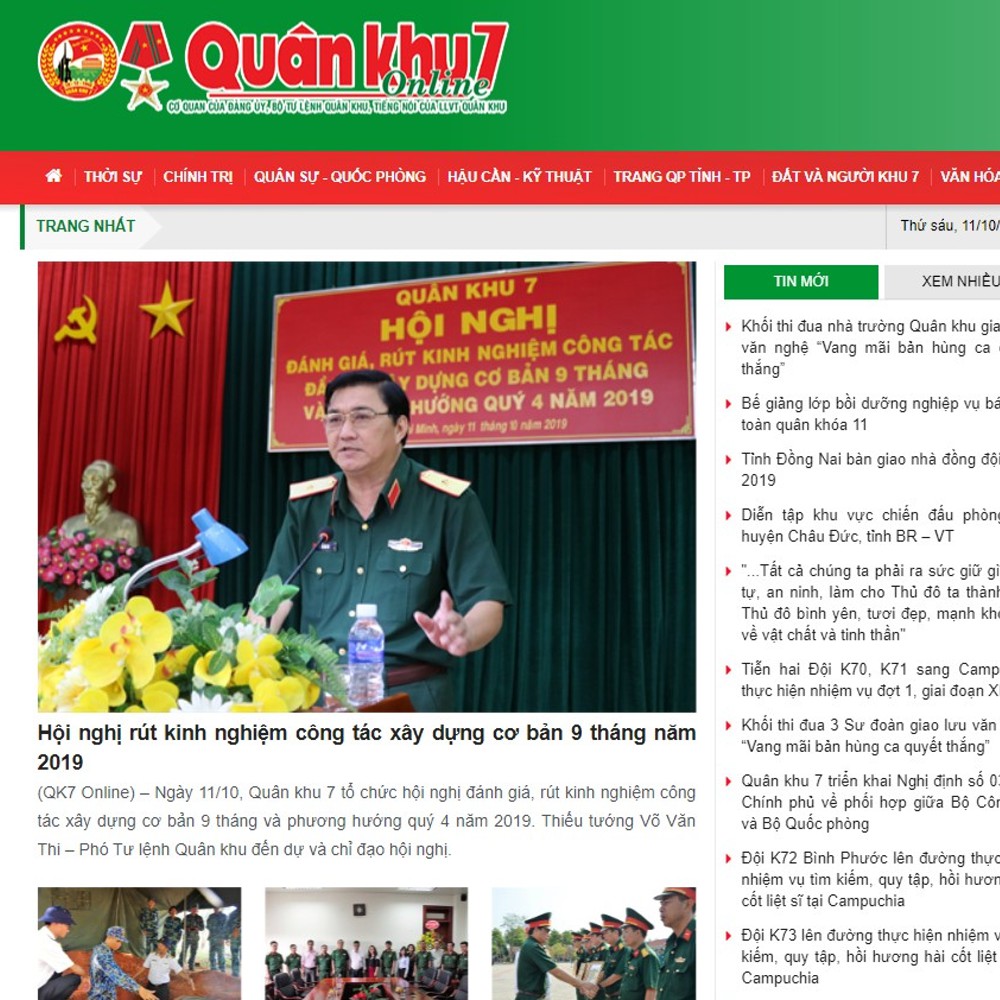 Quân khu 7
Online
CƠ QUAN CỦA ĐẢNG ỦY, BỘ TƯ LỆNH QUÂN KHU, TIẾNG NÓI CỦA LLVT QUÂN KHU
THỜI SỰ
CHÍNH TRỊ
QUÂN SỰ - QUỐC PHÒNG
HẬU CẦN - KỸ THUẬT
TRANG QP TỈNH - TP
ĐẤT VÀ NGƯỜI KHU 7
VĂN HÓA
TRANG NHẤT
Thứ sáu, 11/10/
QUÂN KHU 7
HỘI NGHỊ
ĐÁNH GIÁ, RÚT KINH NGHIỆM CÔNG TÁC
DỰNG CƠ BẢN 9 THÁNG
HƯỚNG QUÝ 4 NĂM 2019
Minh, ngày 11 tháng 10 năm 2019
Hội nghị rút kinh nghiệm công tác xây dựng cơ bản 9 tháng năm
2019
(QK7 Online) – Ngày 11/10, Quân khu 7 tổ chức hội nghị đánh giá, rút kinh nghiệm công
tác xây dựng cơ bản 9 tháng và phương hướng quý 4 năm 2019. Thiếu tướng Võ Văn
Thi – Phó Tư lệnh Quân khu đến dự và chỉ đạo hội nghị.
TIN MỚI
XEM NHIỀU
Khối thi đua nhà trường Quân khu gia
văn nghệ “Vang mãi bản hùng ca
thắng”
Bế giảng lớp bồi dưỡng nghiệp vụ bá
toàn quân khóa 11
Tỉnh Đồng Nai bàn giao nhà đồng đội
2019
Diễn tập khu vực chiến đấu phòng
huyện Châu Đức, tỉnh BR – VT
"...Tất cả chúng ta phải ra sức giữ gì
tự, an ninh, làm cho Thủ đô ta thành
Thủ đô bình yên, tươi đẹp, mạnh khỏ
về vật chất và tinh thần"
Tiễn hai Đội K70, K71 sang Camp
thực hiện nhiệm vụ đợt 1, giai đoạn X
Khối thi đua 3 Sư đoàn giao lưu văn
“Vang mãi bản hùng ca quyết thắng”
Quân khu 7 triển khai Nghị định số 03
Chính phủ về phối hợp giữa Bộ Côn
và Bộ Quốc phòng
Đội K72 Bình Phước lên đường thực
nhiệm vụ tìm kiếm, quy tập, hồi hươn
cốt liệt sĩ tại Campuchia
Đội K73 lên đường thực hiện nhiệm v
kiếm, quy tập, hồi hương hài cốt liệt
Campuchia